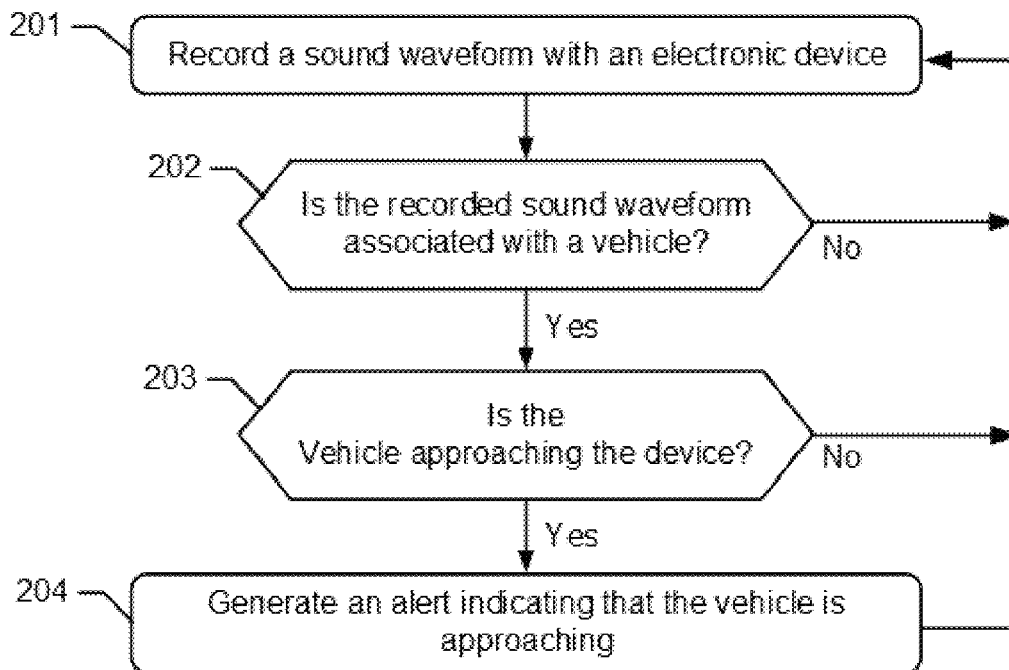 201
Record a sound waveform with an electronic device
202
Is the recorded sound waveform
associated with a vehicle?
No
Yes
203
Is the
Vehicle approaching the device?
No
Yes
204
Generate an alert indicating that the vehicle is
approaching